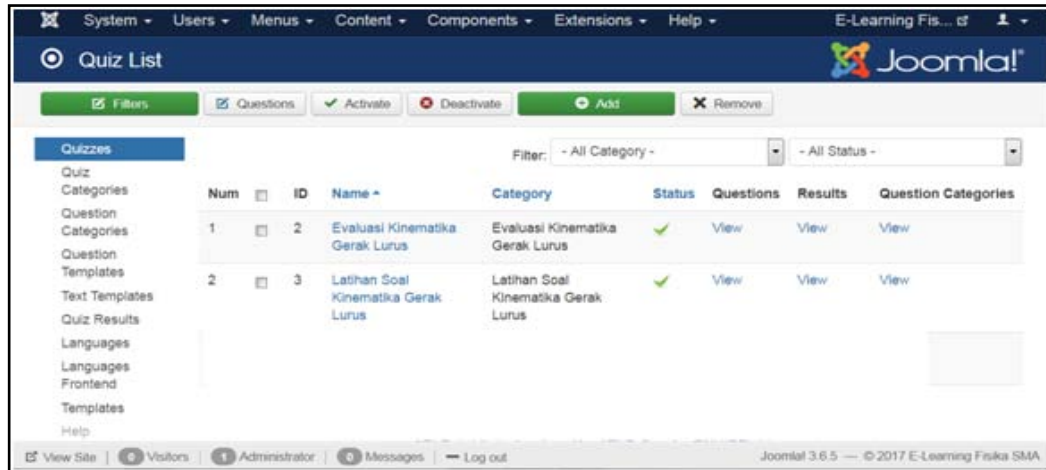 System Users Menus Content Components Extensions Help E-Learning Fis...
Quiz List Joomla!
Filters Questions Activate Deactivate Add Remove
Quizzes
Filter: - All Category - - All Status -
Quiz
Categories
Question
Categories
Question
Templates
Text Templates
Quiz Results
Languages
Languages
Frontend
Templates
Help
Num ID Name Category Status Questions Results Question Categories
1 2 Evaluasi Kinematika Evaluasi Kinematika View View View
Gerak Lurus Gerak Lurus
2 3 Latihan Soal Latihan Soal View View View
Kinematika Gerak Kinematika Gerak
Lurus Lurus
View Site | 0 Visitors | 1 Administrator | 0 Messages | Log out Joomla! 3.6.5 — © 2017 E-Learning Fisika SMA